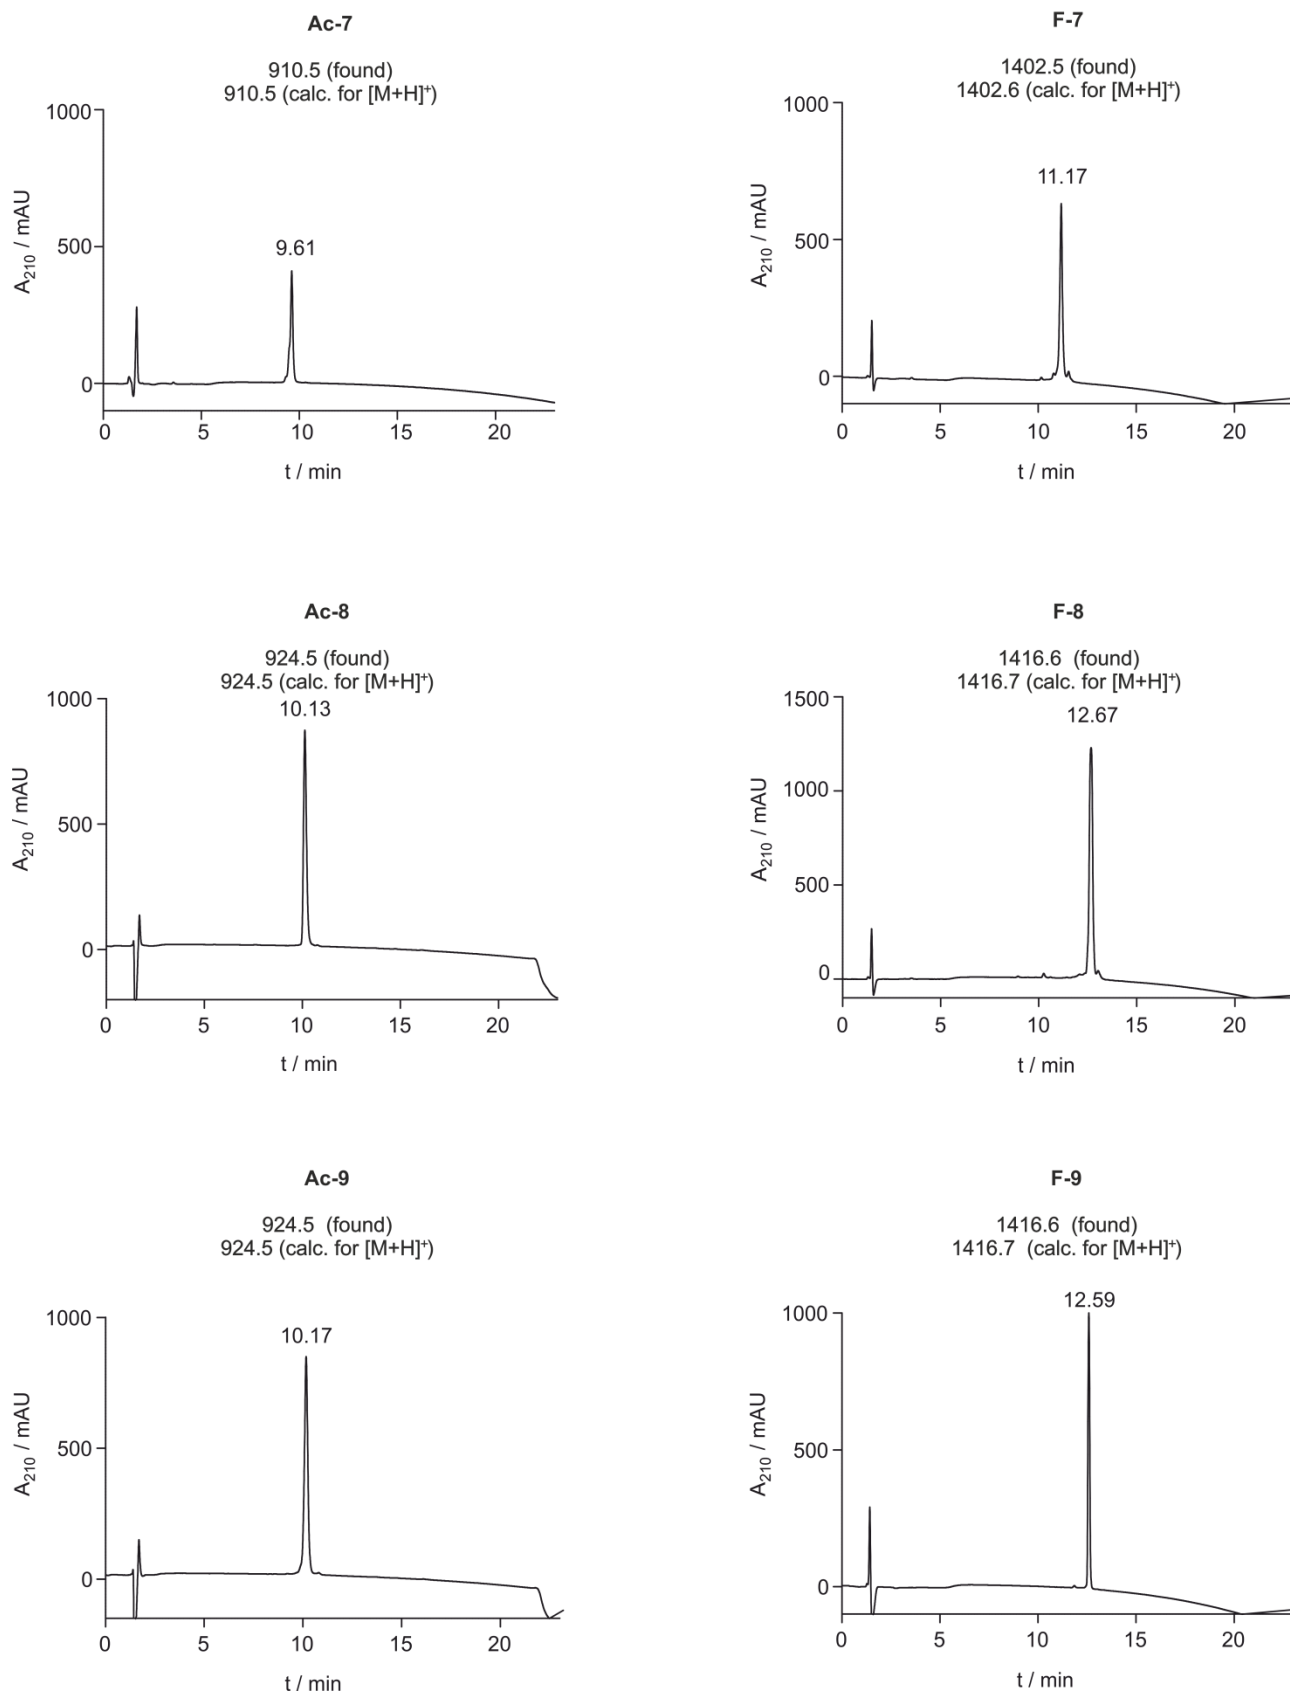 Ac-7
910.5 (found)
910.5 (calc. for [M+H]⁺)
1000
500
0
A₂₁₀ / mAU
9.61
0 5 10 15 20
t / min
F-7
1402.5 (found)
1402.6 (calc. for [M+H]⁺)
1000
500
0
A₂₁₀ / mAU
11.17
0 5 10 15 20
t / min
Ac-8
924.5 (found)
924.5 (calc. for [M+H]⁺)
1000
500
0
A₂₁₀ / mAU
10.13
0 5 10 15 20
t / min
F-8
1416.6 (found)
1416.7 (calc. for [M+H]⁺)
1500
1000
500
0
A₂₁₀ / mAU
12.67
0 5 10 15 20
t / min
Ac-9
924.5 (found)
924.5 (calc. for [M+H]⁺)
1000
500
0
A₂₁₀ / mAU
10.17
0 5 10 15 20
t / min
F-9
1416.6 (found)
1416.7 (calc. for [M+H]⁺)
1000
500
0
A₂₁₀ / mAU
12.59
0 5 10 15 20
t / min